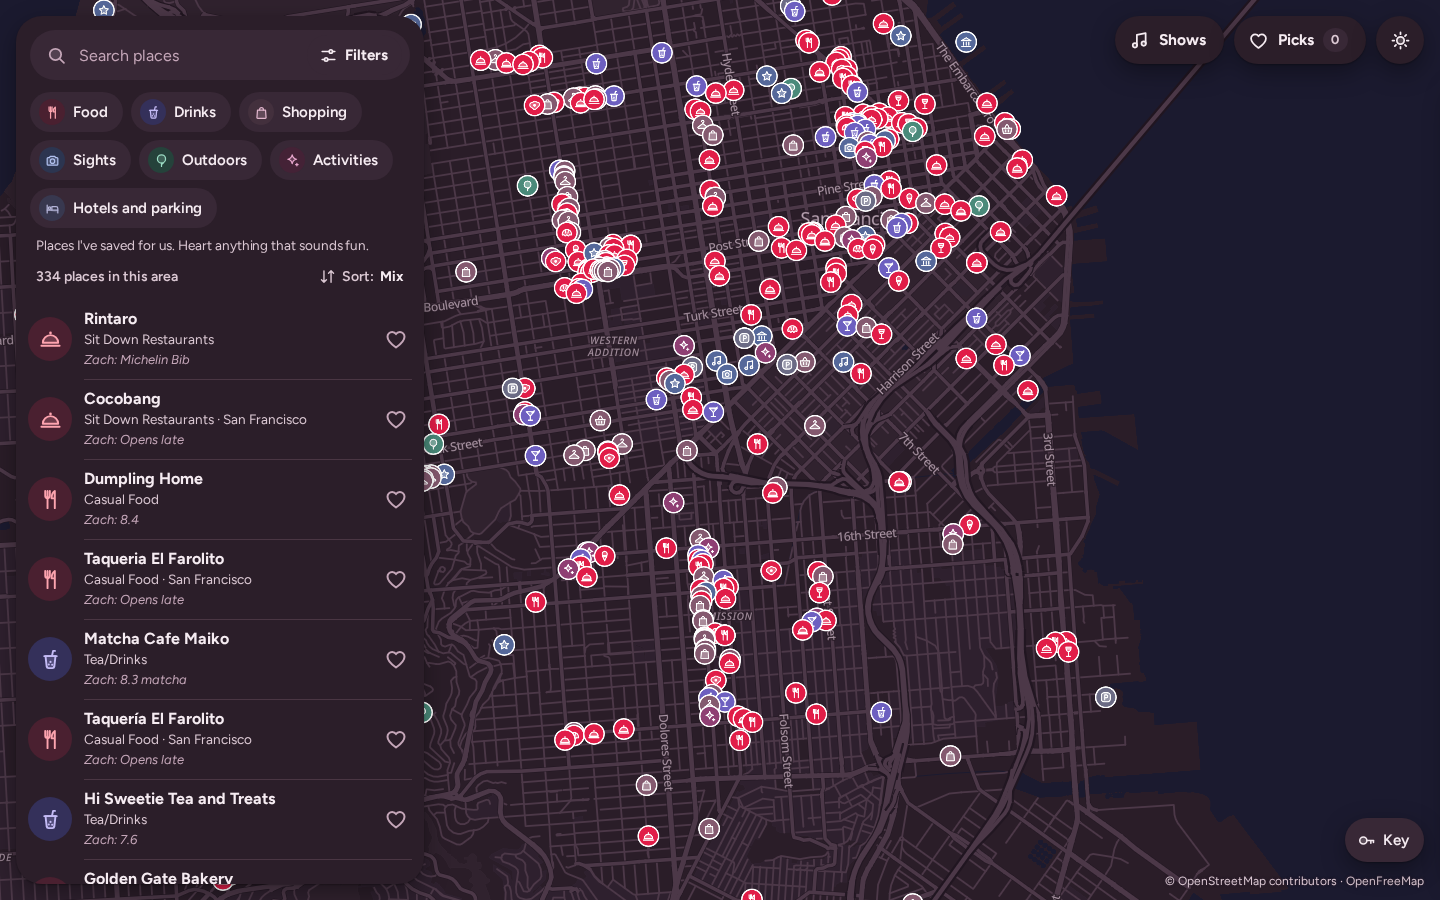 Search places
Filters
Shows
Picks 0
Food
Drinks
Shopping
Sights
Outdoors
Activities
Hotels and parking
Places I've saved for us. Heart anything that sounds fun.
334 places in this area
Sort: Mix
Rintaro
Sit Down Restaurants
Zach: Michelin Bib
Cocobang
Sit Down Restaurants · San Francisco
Zach: Opens late
Dumpling Home
Casual Food
Zach: 8.4
Taqueria El Farolito
Casual Food · San Francisco
Zach: Opens late
Matcha Cafe Maiko
Tea/Drinks
Zach: 8.3 matcha
Taquería El Farolito
Casual Food · San Francisco
Zach: Opens late
Hi Sweetie Tea and Treats
Tea/Drinks
Zach: 7.6
Golden Gate Bakery
Pine
Post
Boulevard
Turk Street
WESTERN
ADDITION
Harrison Street
7th Street
3rd Street
Street
16th Street
Dolores Street
Folsom Street
Key
© OpenStreetMap contributors · OpenFreeMap